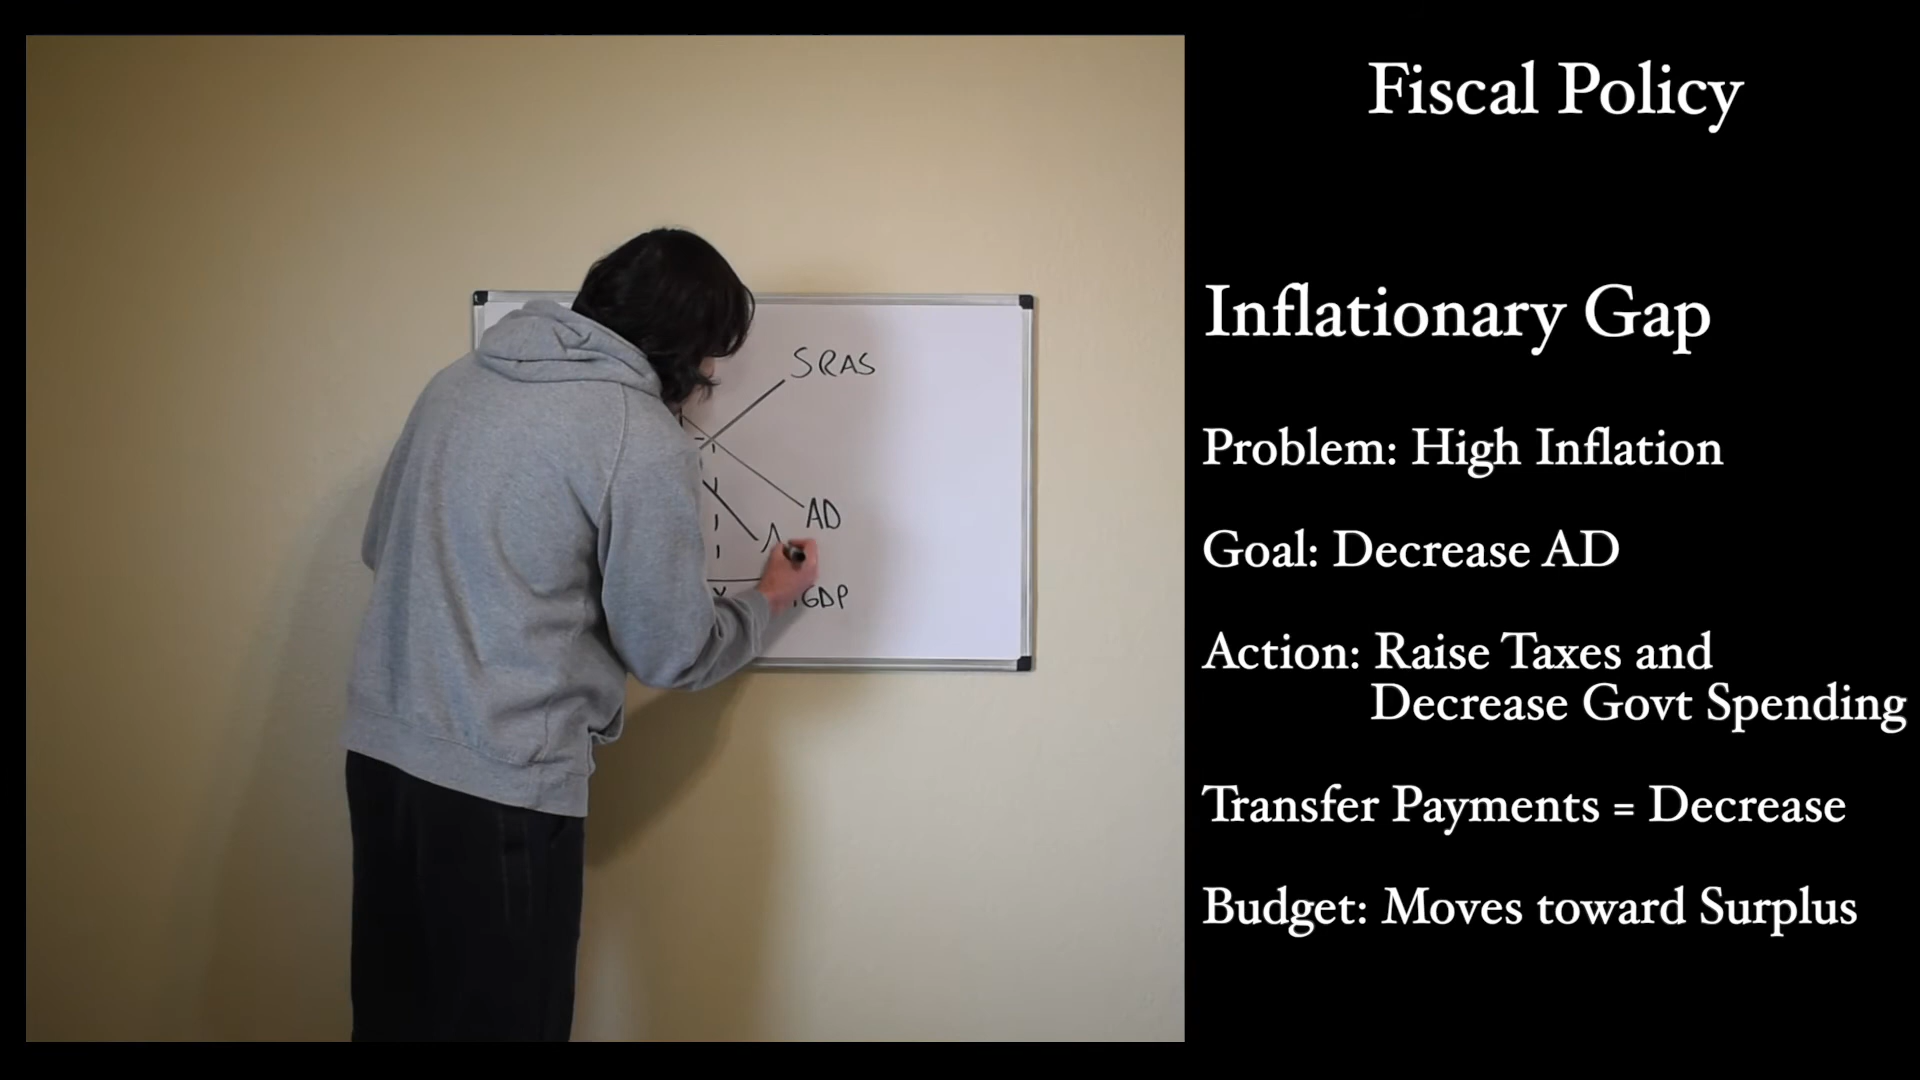 Fiscal Policy
Inflationary Gap
Problem: High Inflation
Goal: Decrease AD
Action: Raise Taxes and
Decrease Govt Spending
Transfer Payments = Decrease
Budget: Moves toward Surplus
SRAS
AD
A
Y
GDP